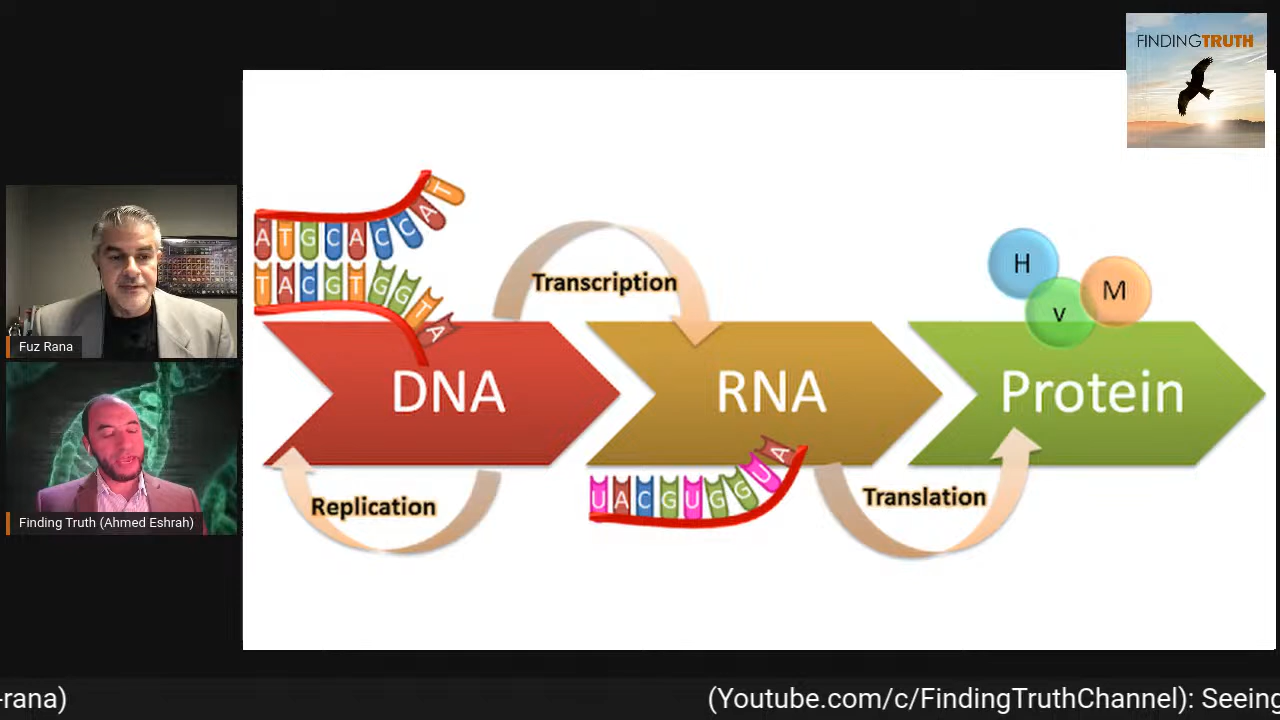 FINDINGTRUTH
ATGCACCAT
TACGTGGTA
Transcription
H
V
M
DNA
RNA
Protein
Fuz Rana
Replication
UACGUGGUA
Translation
Finding Truth (Ahmed Eshrah)
-rana)
(Youtube.com/c/FindingTruthChannel): Seeing